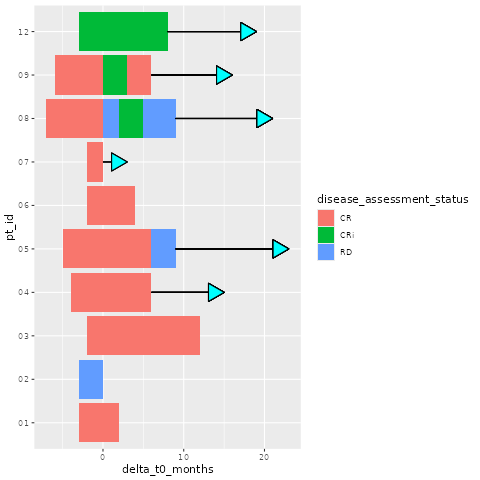 12
09
08
07
06
05
04
03
02
01
pt_id
0 10 20
delta_t0_months
disease_assessment_status
CR
CRi
RD